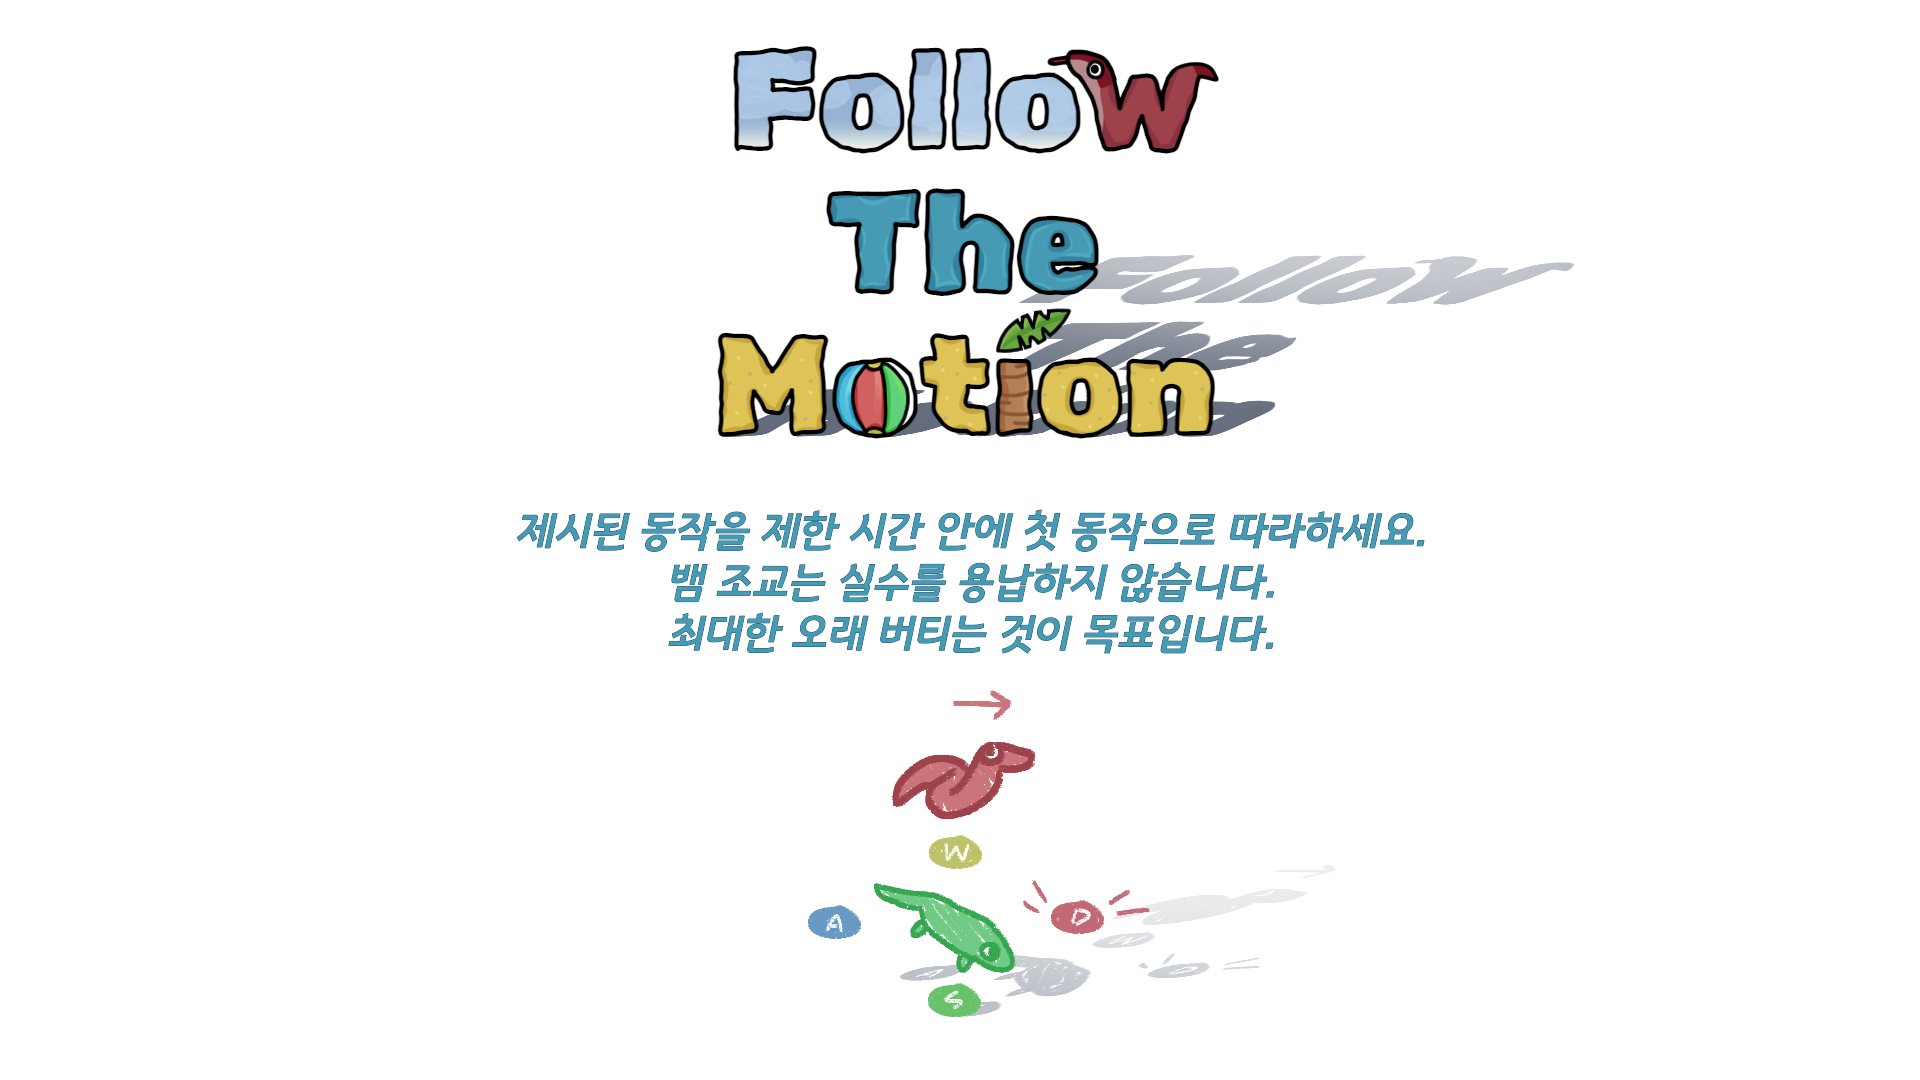 Follow
The
Motion
제시된 동작을 제한 시간 안에 첫 동작으로 따라하세요.
뱀 조교는 실수를 용납하지 않습니다.
최대한 오래 버티는 것이 목표입니다.
W
A
D
S